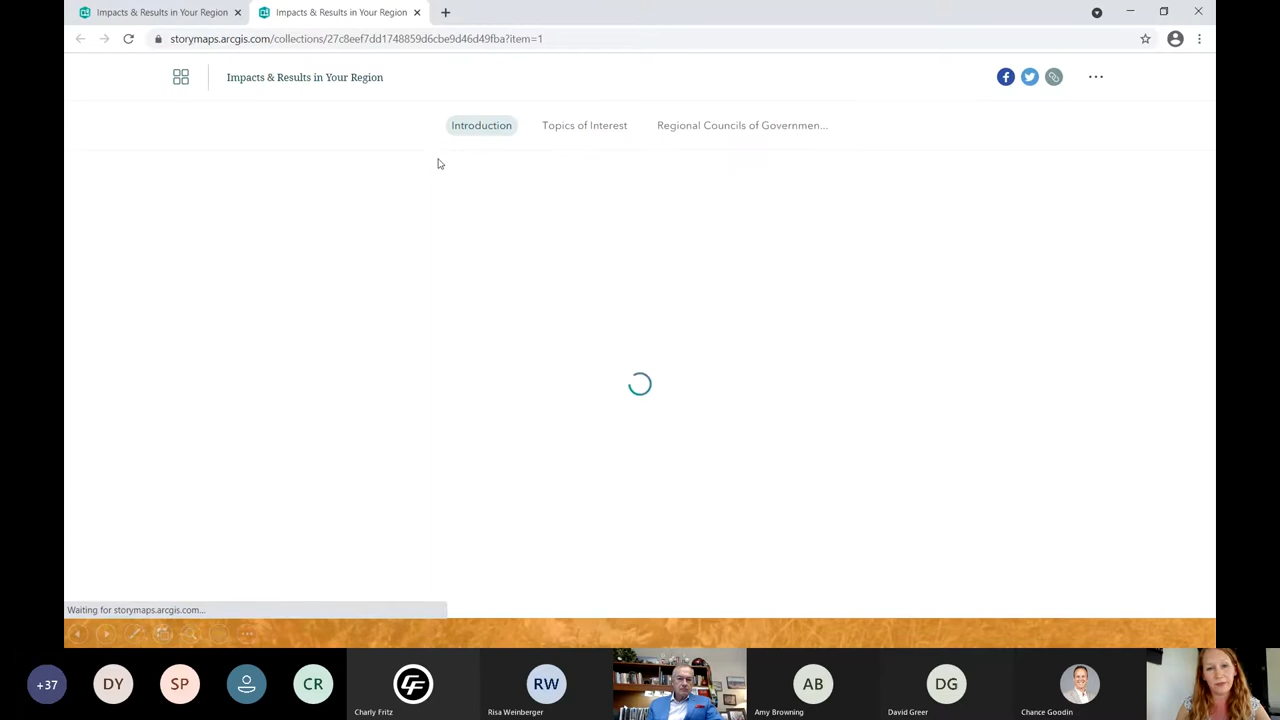 Impacts & Results in Your Region
Impacts & Results in Your Region
storymaps.arcgis.com/collections/27c8eef7dd1748859d6cbe9d46d49fba?item=1
Impacts & Results in Your Region
Introduction
Topics of Interest
Regional Councils of Governmen...
Waiting for storymaps.arcgis.com...
+37
DY
SP
CR
CF
Charly Fritz
RW
Risa Weinberger
AB
Amy Browning
DG
David Greer
Chance Goodin